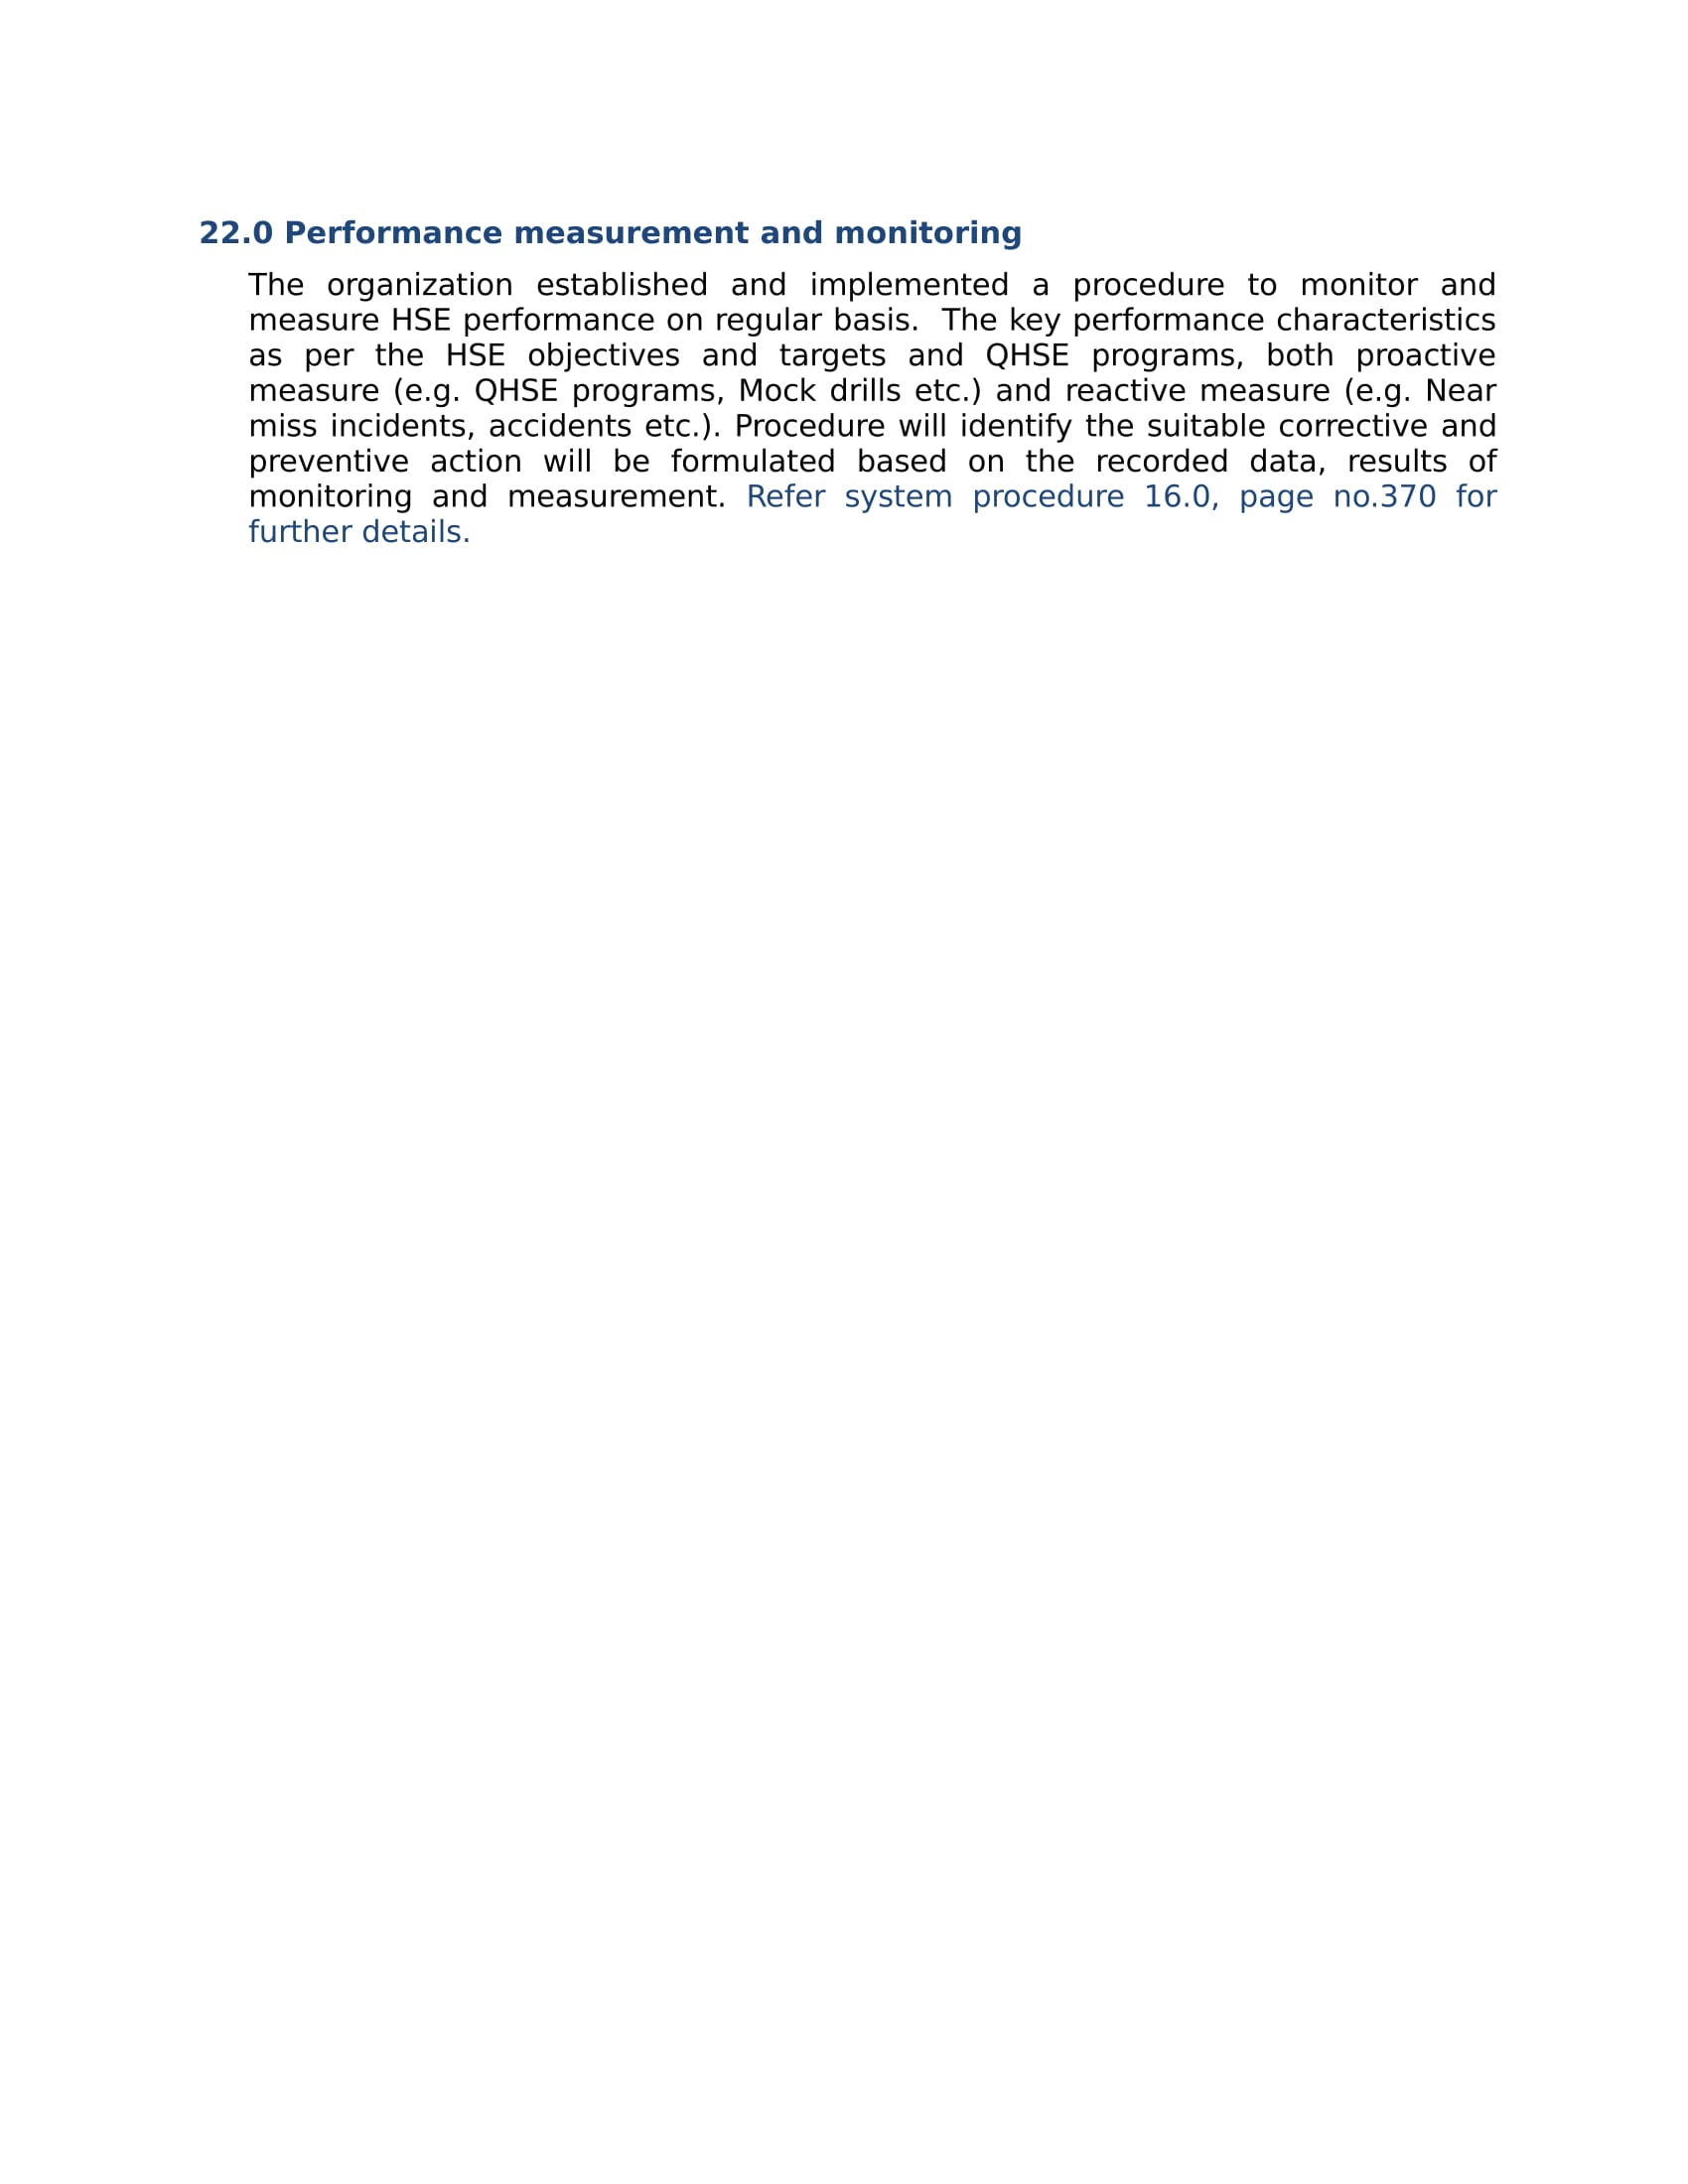 22.0 Performance measurement and monitoring
The organization established and implemented a procedure to monitor and
measure HSE performance on regular basis.  The key performance characteristics
as per the HSE objectives and targets and QHSE programs, both proactive
measure (e.g. QHSE programs, Mock drills etc.) and reactive measure (e.g. Near
miss incidents, accidents etc.). Procedure will identify the suitable corrective and
preventive action will be formulated based on the recorded data, results of
monitoring and measurement. Refer system procedure 16.0, page no.370 for
further details.